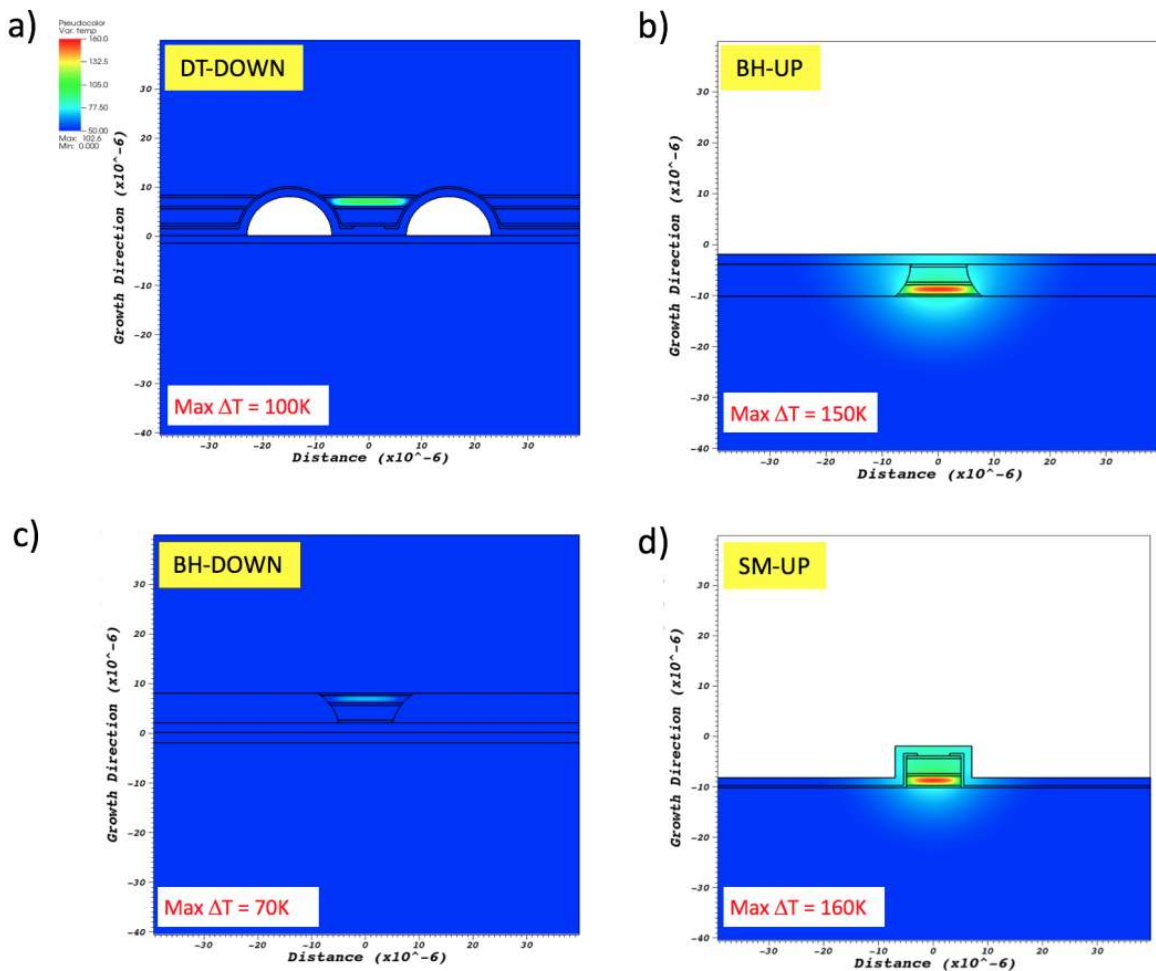 a)
Pseudocolor
Var: temp
160.0
132.5
105.0
77.50
50.00
Max: 102.6
Min: 0.000
DT-DOWN
Growth Direction (x10^-6)
30
20
10
0
-10
-20
-30
-40
Max ΔT = 100K
-30 -20 -10 0 10 20 30
Distance (x10^-6)
b)
BH-UP
Growth Direction (x10^-6)
30
20
10
0
-10
-20
-30
-40
Max ΔT = 150K
-30 -20 -10 0 10 20 30
Distance (x10^-6)
c)
BH-DOWN
Growth Direction (x10^-6)
30
20
10
0
-10
-20
-30
-40
Max ΔT = 70K
-30 -20 -10 0 10 20 30
Distance (x10^-6)
d)
SM-UP
Growth Direction (x10^-6)
30
20
10
0
-10
-20
-30
-40
Max ΔT = 160K
-30 -20 -10 0 10 20 30
Distance (x10^-6)